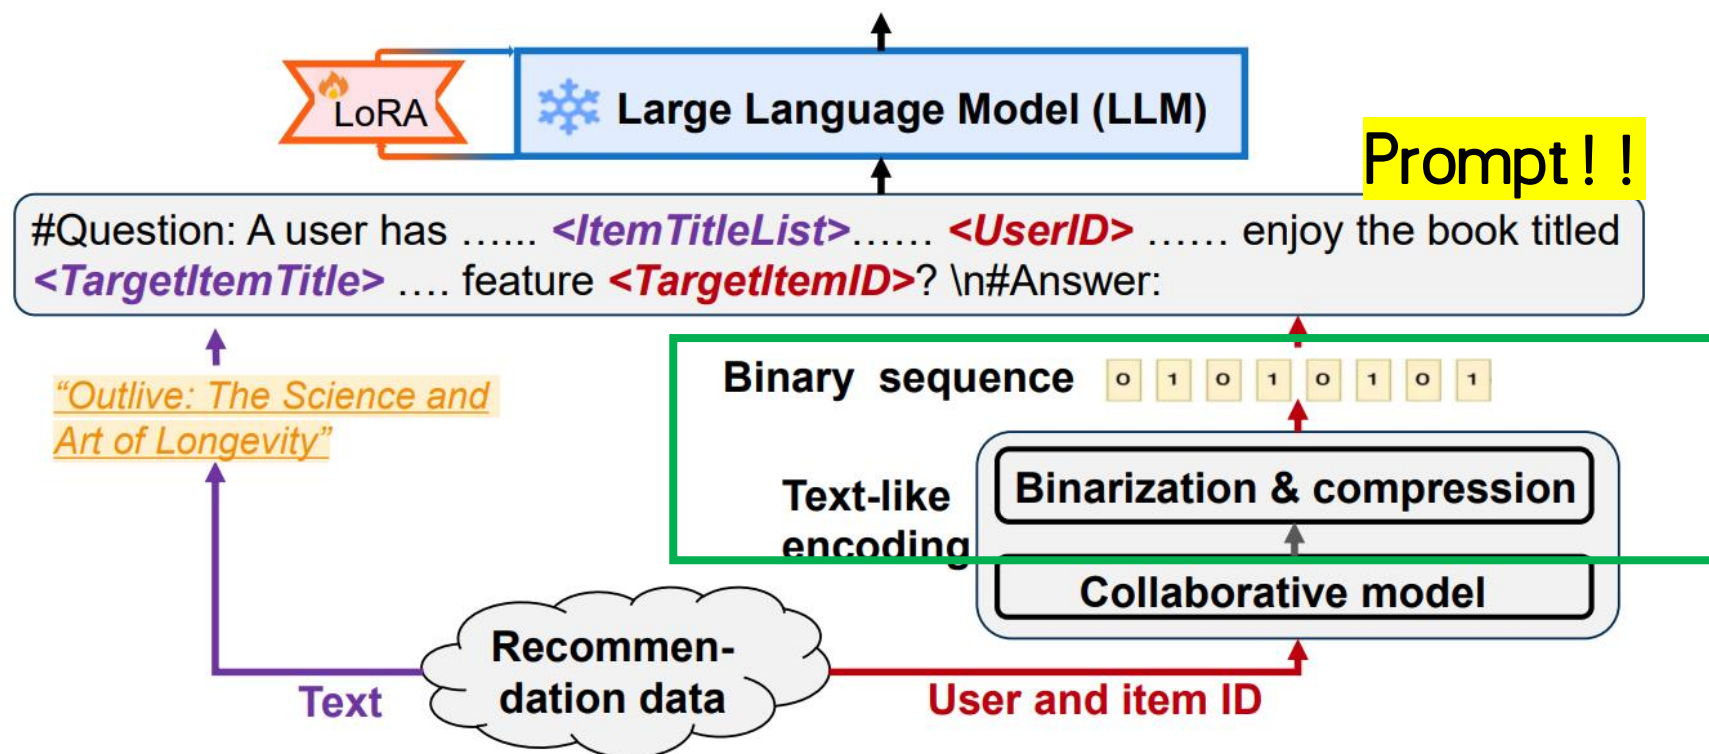 LoRA
Large Language Model (LLM)
Prompt!!
#Question: A user has …... <ItemTitleList>…… <UserID> …… enjoy the book titled
<TargetItemTitle> …. feature <TargetItemID>? \n#Answer:
“Outlive: The Science and
Art of Longevity”
Binary sequence 0 1 0 1 0 1 0 1
Text-like
encoding
Binarization & compression
Collaborative model
Recommen-
dation data
Text
User and item ID